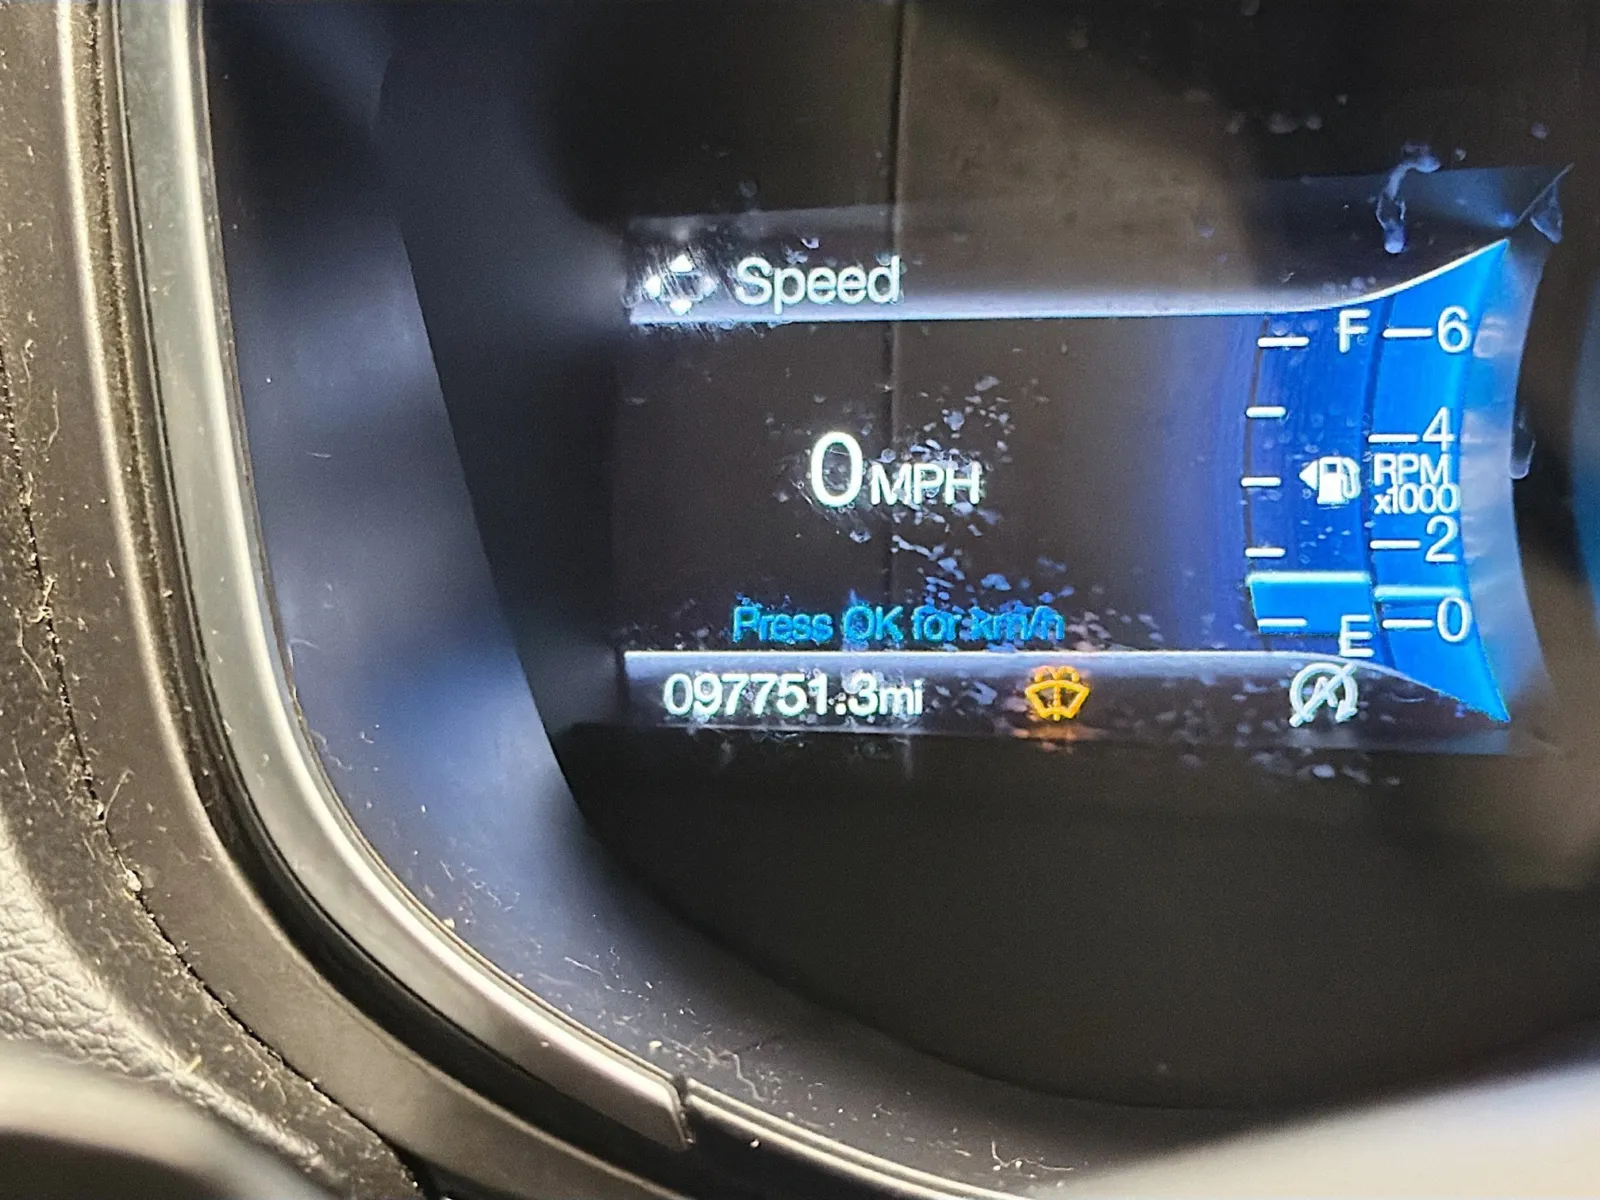 Speed
F 6
0 MPH
4
RPM
x1000
2
Press OK for km/h
E 0
097751.3mi
A